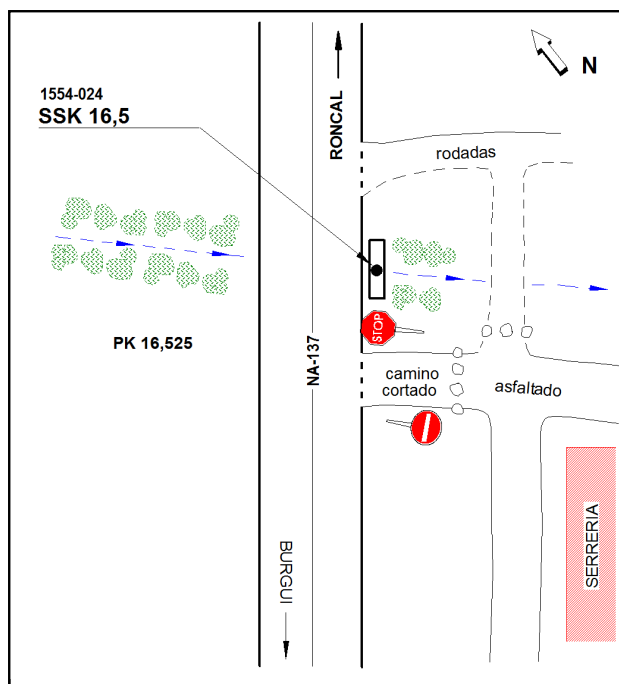 N
1554-024
SSK 16,5
RONCAL
rodadas
STOP
PK 16,525
NA-137
camino
cortado
asfaltado
BURGUI
SERRERIA